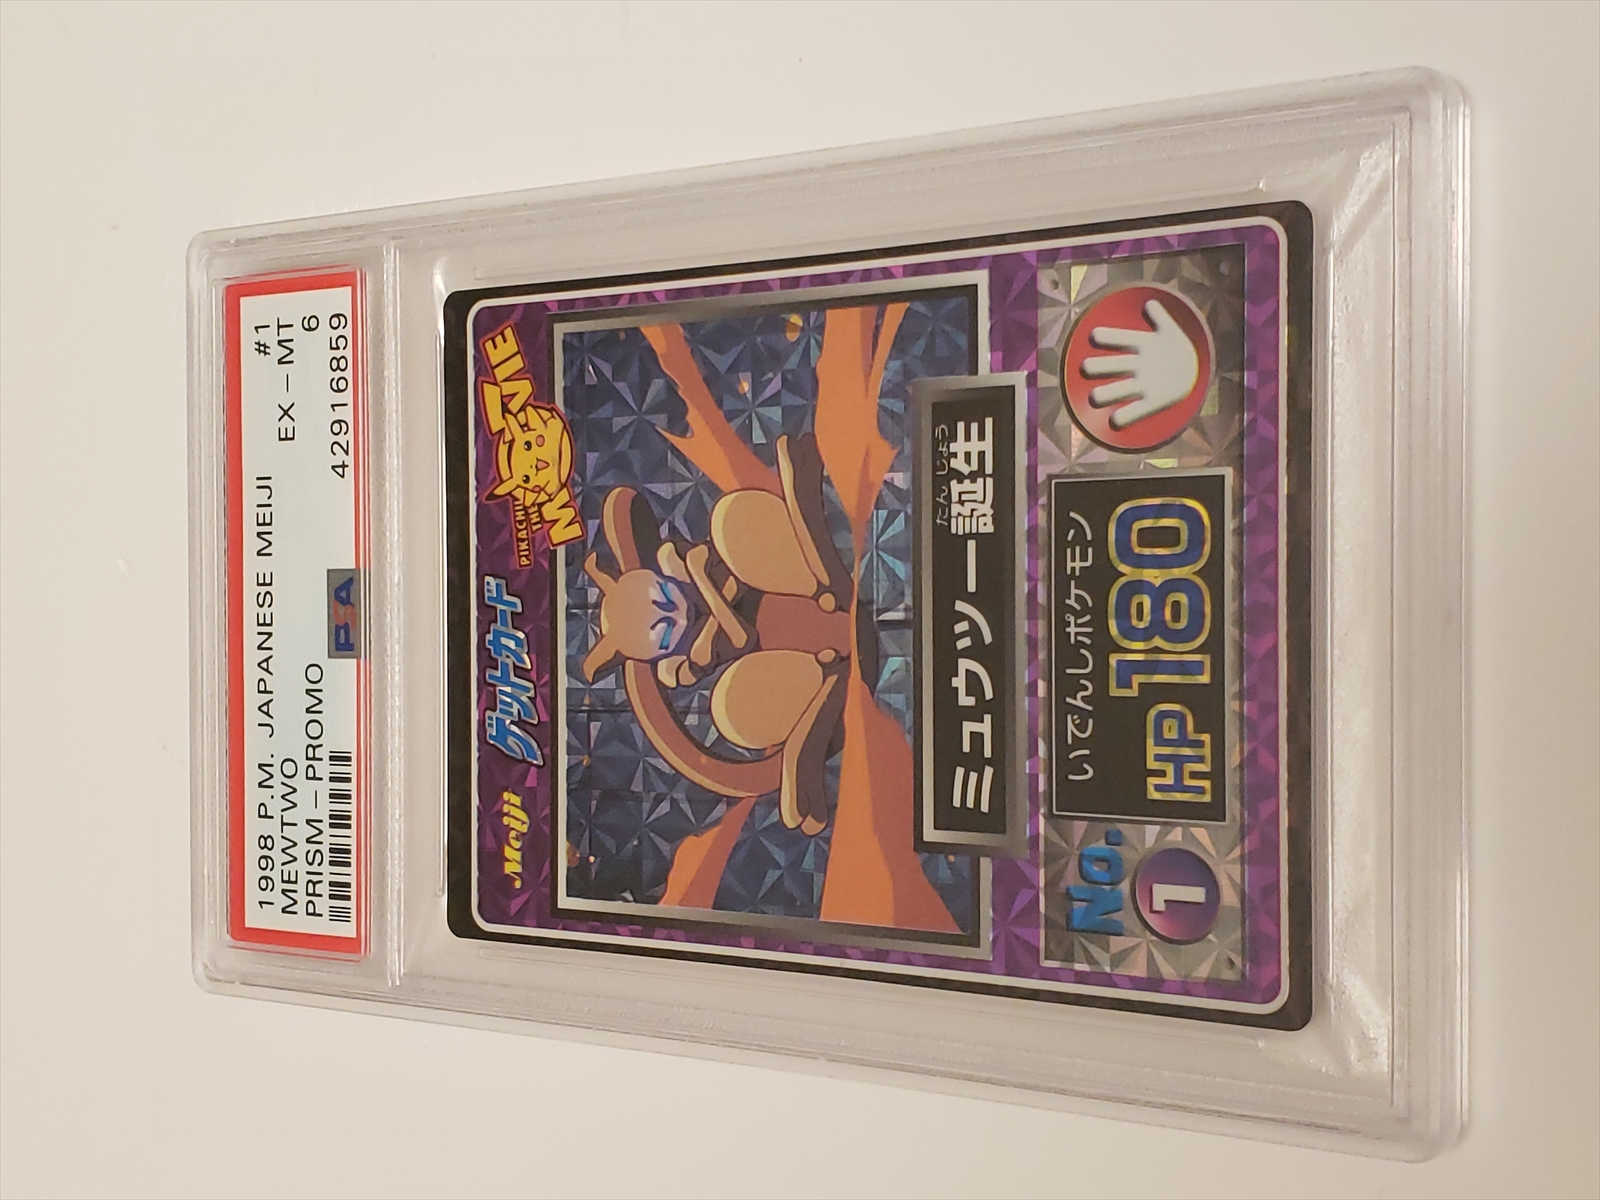 1998 P.M. JAPANESE MEIJI #1
MEWTWO EX-MT
PRISM-PROMO 6
42916859
PSA
Meiji ゲットカード
PIKACHU
THE
MOVIE
たんじょう
ミュウツー誕生
No.
1
いでんしポケモン
HP 180